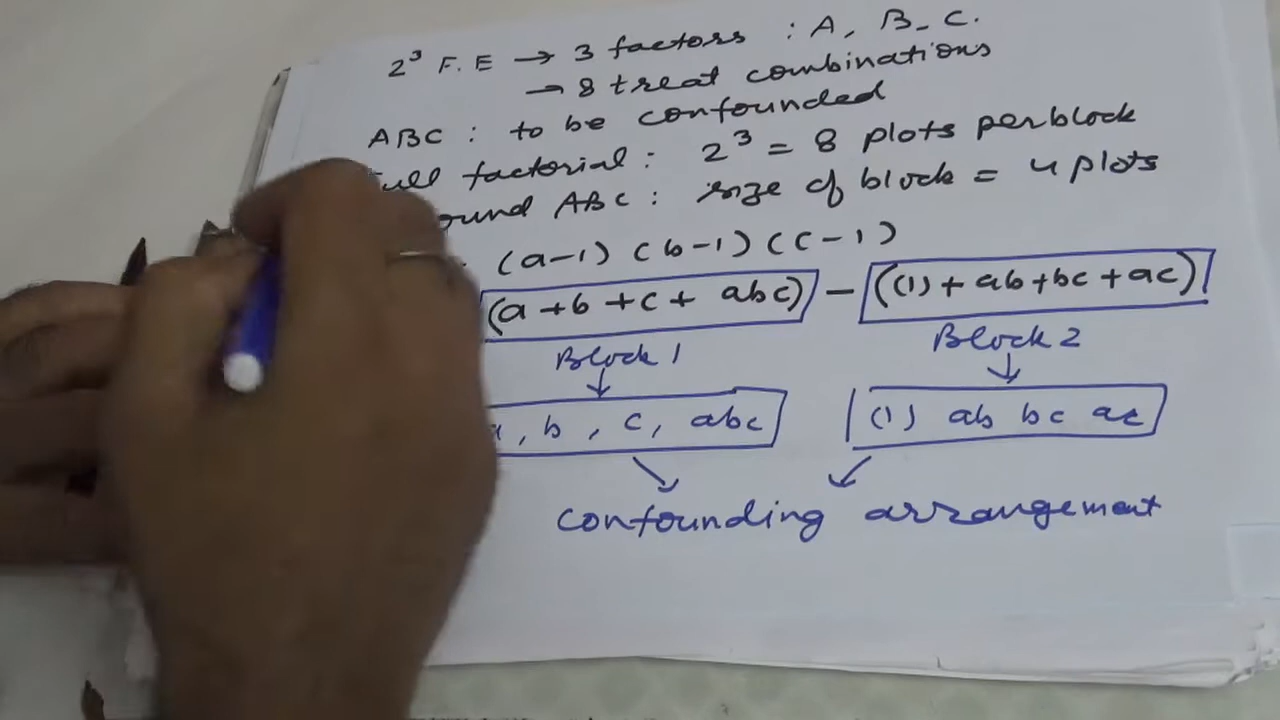 2³ F.E → 3 factors : A, B, C.
→ 8 treat combinations
ABC : to be confounded
factorial : 2³ = 8 plots per block
ABC : size of block = 4 plots
(a-1) (b-1) (c-1)
(a + b + c + abc) - ((1) + ab + bc + ac)
Block 1 Block 2
, b , c, abc (1) ab bc ac
confounding arrangement